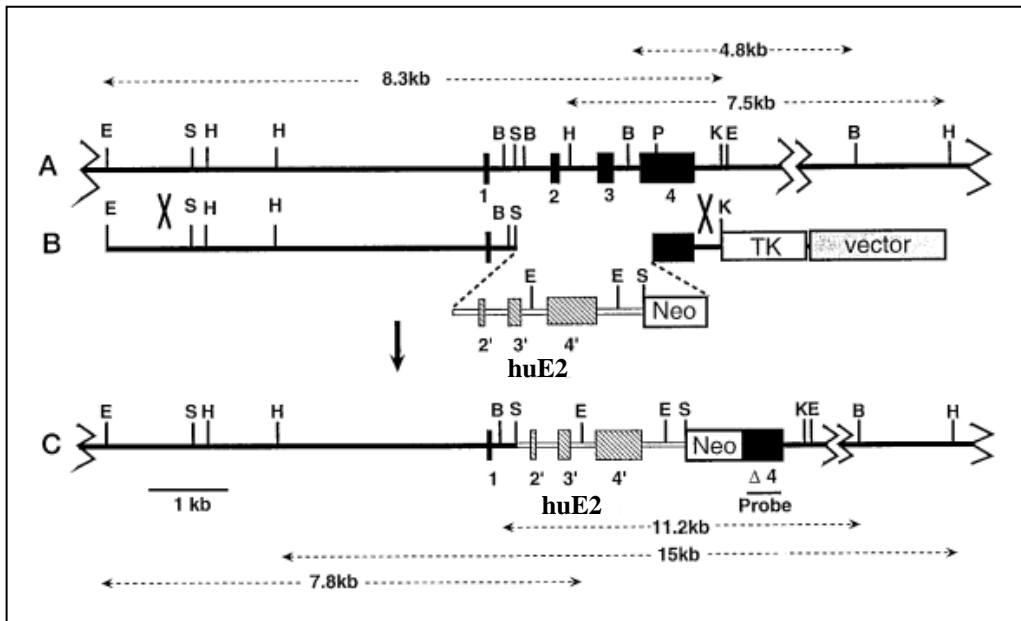 4.8kb
8.3kb
7.5kb
E S H H B S B H B P K E B H
A
1 2 3 4
E S H H B S K
B
TK vector
E E S
Neo
2' 3' 4'
huE2
E S H H B S E E S K E B H
C
Neo
1 2' 3' 4' Δ 4
1 kb
huE2
Probe
11.2kb
15kb
7.8kb